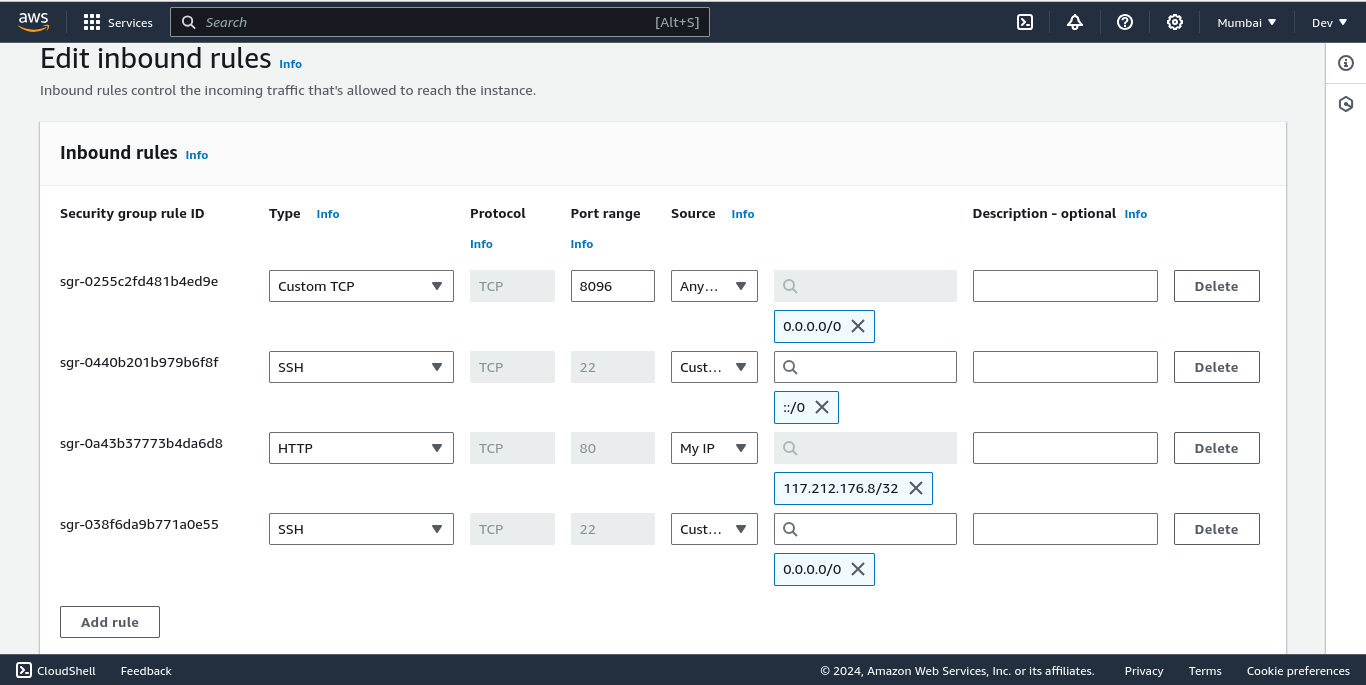 aws Services Search [Alt+S] Mumbai Dev
Edit inbound rules Info
Inbound rules control the incoming traffic that's allowed to reach the instance.
Inbound rules Info
Security group rule ID Type Info Protocol Port range Source Info Description - optional Info
Info Info
sgr-0255c2fd481b4ed9e Custom TCP TCP 8096 Any... Delete
0.0.0.0/0
sgr-0440b201b979b6f8f SSH TCP 22 Cust... Delete
::/0
sgr-0a43b37773b4da6d8 HTTP TCP 80 My IP Delete
117.212.176.8/32
sgr-038f6da9b771a0e55 SSH TCP 22 Cust... Delete
0.0.0.0/0
Add rule
CloudShell Feedback © 2024, Amazon Web Services, Inc. or its affiliates. Privacy Terms Cookie preferences